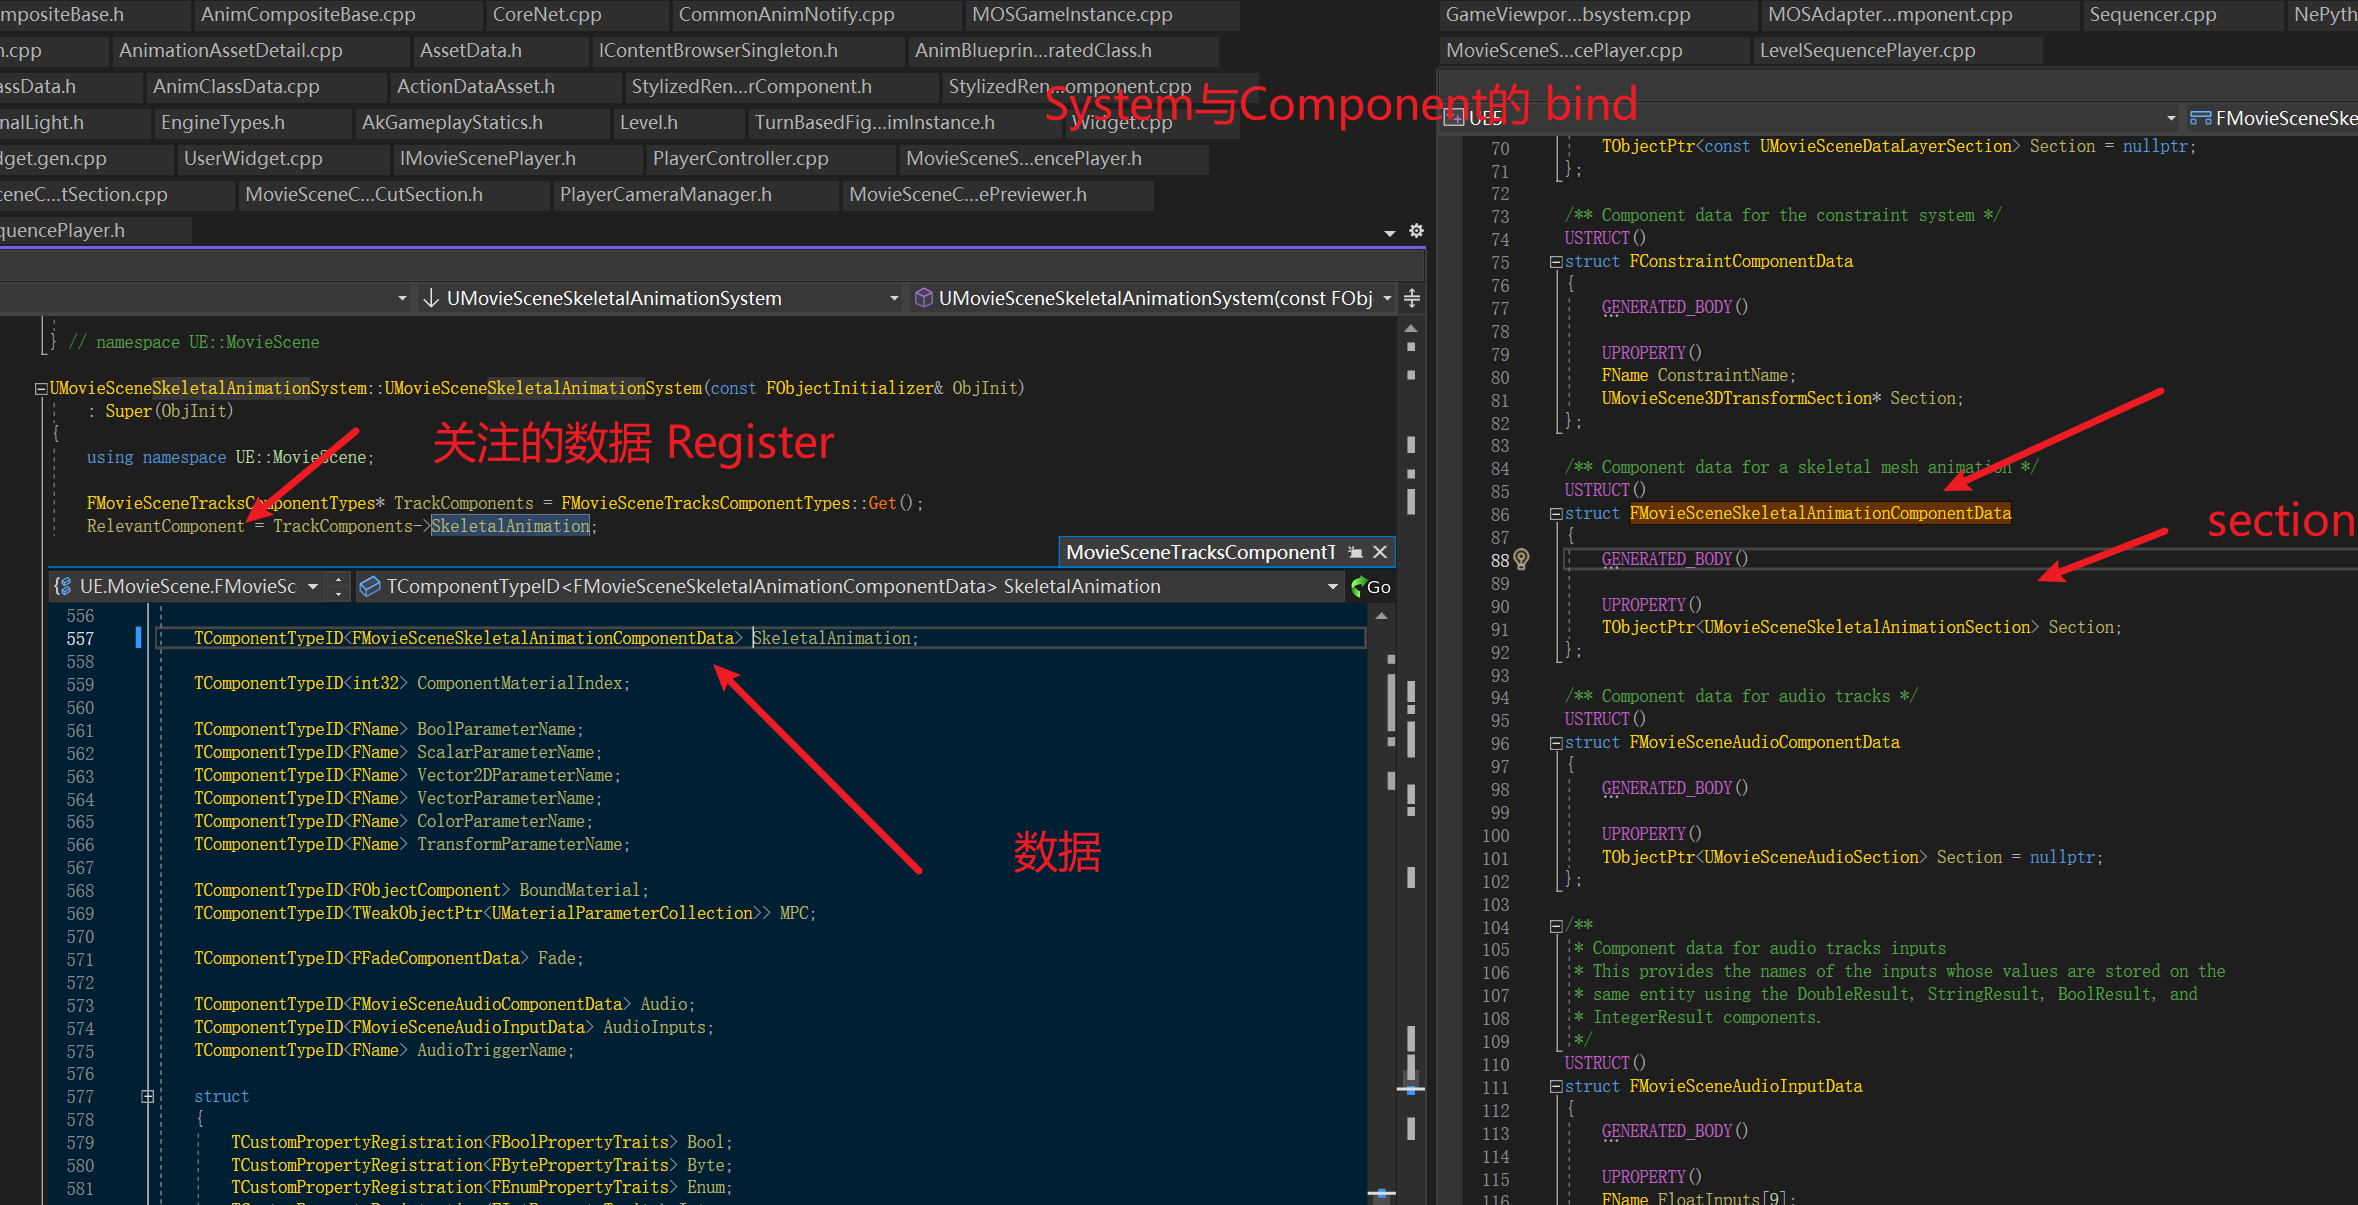 mpositeBase.h AnimCompositeBase.cpp CoreNet.cpp CommonAnimNotify.cpp MOSGameInstance.cpp
n.cpp AnimationAssetDetail.cpp AssetData.h IContentBrowserSingleton.h AnimBlueprin...ratedClass.h
assData.h AnimClassData.cpp ActionDataAsset.h StylizedRen...rComponent.h StylizedRen...omponent.cpp
nalLight.h EngineTypes.h AkGameplayStatics.h Level.h TurnBasedFig...imInstance.h Widget.cpp
dget.gen.cpp UserWidget.cpp IMovieScenePlayer.h PlayerController.cpp MovieSceneS...encePlayer.h
ceneC...tSection.cpp MovieSceneC...CutSection.h PlayerCameraManager.h MovieSceneC...ePreviewer.h
quencePlayer.h
System与Component的 bind
UMovieSceneSkeletalAnimationSystem UMovieSceneSkeletalAnimationSystem(const FObj
} // namespace UE::MovieScene
UMovieSceneSkeletalAnimationSystem::UMovieSceneSkeletalAnimationSystem(const FObjectInitializer& ObjInit)
: Super(ObjInit)
{
关注的数据 Register
using namespace UE::MovieScene;
FMovieSceneTracksComponentTypes* TrackComponents = FMovieSceneTracksComponentTypes::Get();
RelevantComponent = TrackComponents->SkeletalAnimation;
MovieSceneTracksComponentT
UE.MovieScene.FMovieSc TComponentTypeID<FMovieSceneSkeletalAnimationComponentData> SkeletalAnimation Go
556
557 TComponentTypeID<FMovieSceneSkeletalAnimationComponentData> SkeletalAnimation;
558
559 TComponentTypeID<int32> ComponentMaterialIndex;
560
561 TComponentTypeID<FName> BoolParameterName;
562 TComponentTypeID<FName> ScalarParameterName;
563 TComponentTypeID<FName> Vector2DParameterName;
564 TComponentTypeID<FName> VectorParameterName;
565 TComponentTypeID<FName> ColorParameterName;
566 TComponentTypeID<FName> TransformParameterName;
数据
567
568 TComponentTypeID<FObjectComponent> BoundMaterial;
569 TComponentTypeID<TWeakObjectPtr<UMaterialParameterCollection>> MPC;
570
571 TComponentTypeID<FFadeComponentData> Fade;
572
573 TComponentTypeID<FMovieSceneAudioComponentData> Audio;
574 TComponentTypeID<FMovieSceneAudioInputData> AudioInputs;
575 TComponentTypeID<FName> AudioTriggerName;
576
577 struct
578 {
579 TCustomPropertyRegistration<FBoolPropertyTraits> Bool;
580 TCustomPropertyRegistration<FBytePropertyTraits> Byte;
581 TCustomPropertyRegistration<FEnumPropertyTraits> Enum;
GameViewpor...bsystem.cpp MOSAdapter...mponent.cpp Sequencer.cpp NePyth
MovieSceneS...cePlayer.cpp LevelSequencePlayer.cpp
UE5 FMovieSceneSke
70 TObjectPtr<const UMovieSceneDataLayerSection> Section = nullptr;
71 };
72
73 /** Component data for the constraint system */
74 USTRUCT()
75 struct FConstraintComponentData
76 {
77 GENERATED_BODY()
78
79 UPROPERTY()
80 FName ConstraintName;
81 UMovieScene3DTransformSection* Section;
82 };
83
84 /** Component data for a skeletal mesh animation */
85 USTRUCT()
86 struct FMovieSceneSkeletalAnimationComponentData
section
87 {
88 GENERATED_BODY()
89
90 UPROPERTY()
91 TObjectPtr<UMovieSceneSkeletalAnimationSection> Section;
92 };
93
94 /** Component data for audio tracks */
95 USTRUCT()
96 struct FMovieSceneAudioComponentData
97 {
98 GENERATED_BODY()
99
100 UPROPERTY()
101 TObjectPtr<UMovieSceneAudioSection> Section = nullptr;
102 };
103
104 /**
105 * Component data for audio tracks inputs
106 * This provides the names of the inputs whose values are stored on the
107 * same entity using the DoubleResult, StringResult, BoolResult, and
108 * IntegerResult components.
109 */
110 USTRUCT()
111 struct FMovieSceneAudioInputData
112 {
113 GENERATED_BODY()
114
115 UPROPERTY()
116 FName FloatInputs[9];